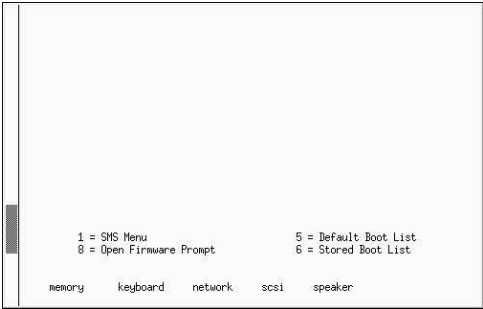 1 = SMS Menu 5 = Default Boot List
8 = Open Firmware Prompt 6 = Stored Boot List
memory keyboard network scsi speaker